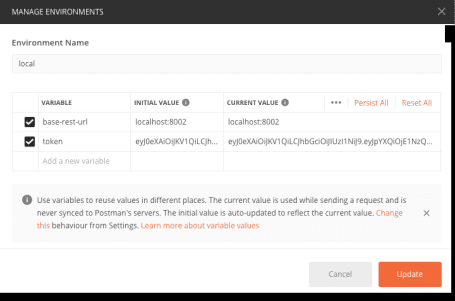 MANAGE ENVIRONMENTS
Environment Name
local
VARIABLE INITIAL VALUE CURRENT VALUE ••• Persist All Reset All
base-rest-url localhost:8002 localhost:8002
token eyJ0eXAiOiJKV1QiLCJh... eyJ0eXAiOiJKV1QiLCJhbGciOiJIUzI1NiJ9.eyJpYXQiOjE1NzQ...
Add a new variable
Use variables to reuse values in different places. The current value is used while sending a request and is
never synced to Postman's servers. The initial value is auto-updated to reflect the current value. Change
this behaviour from Settings. Learn more about variable values
Cancel Update